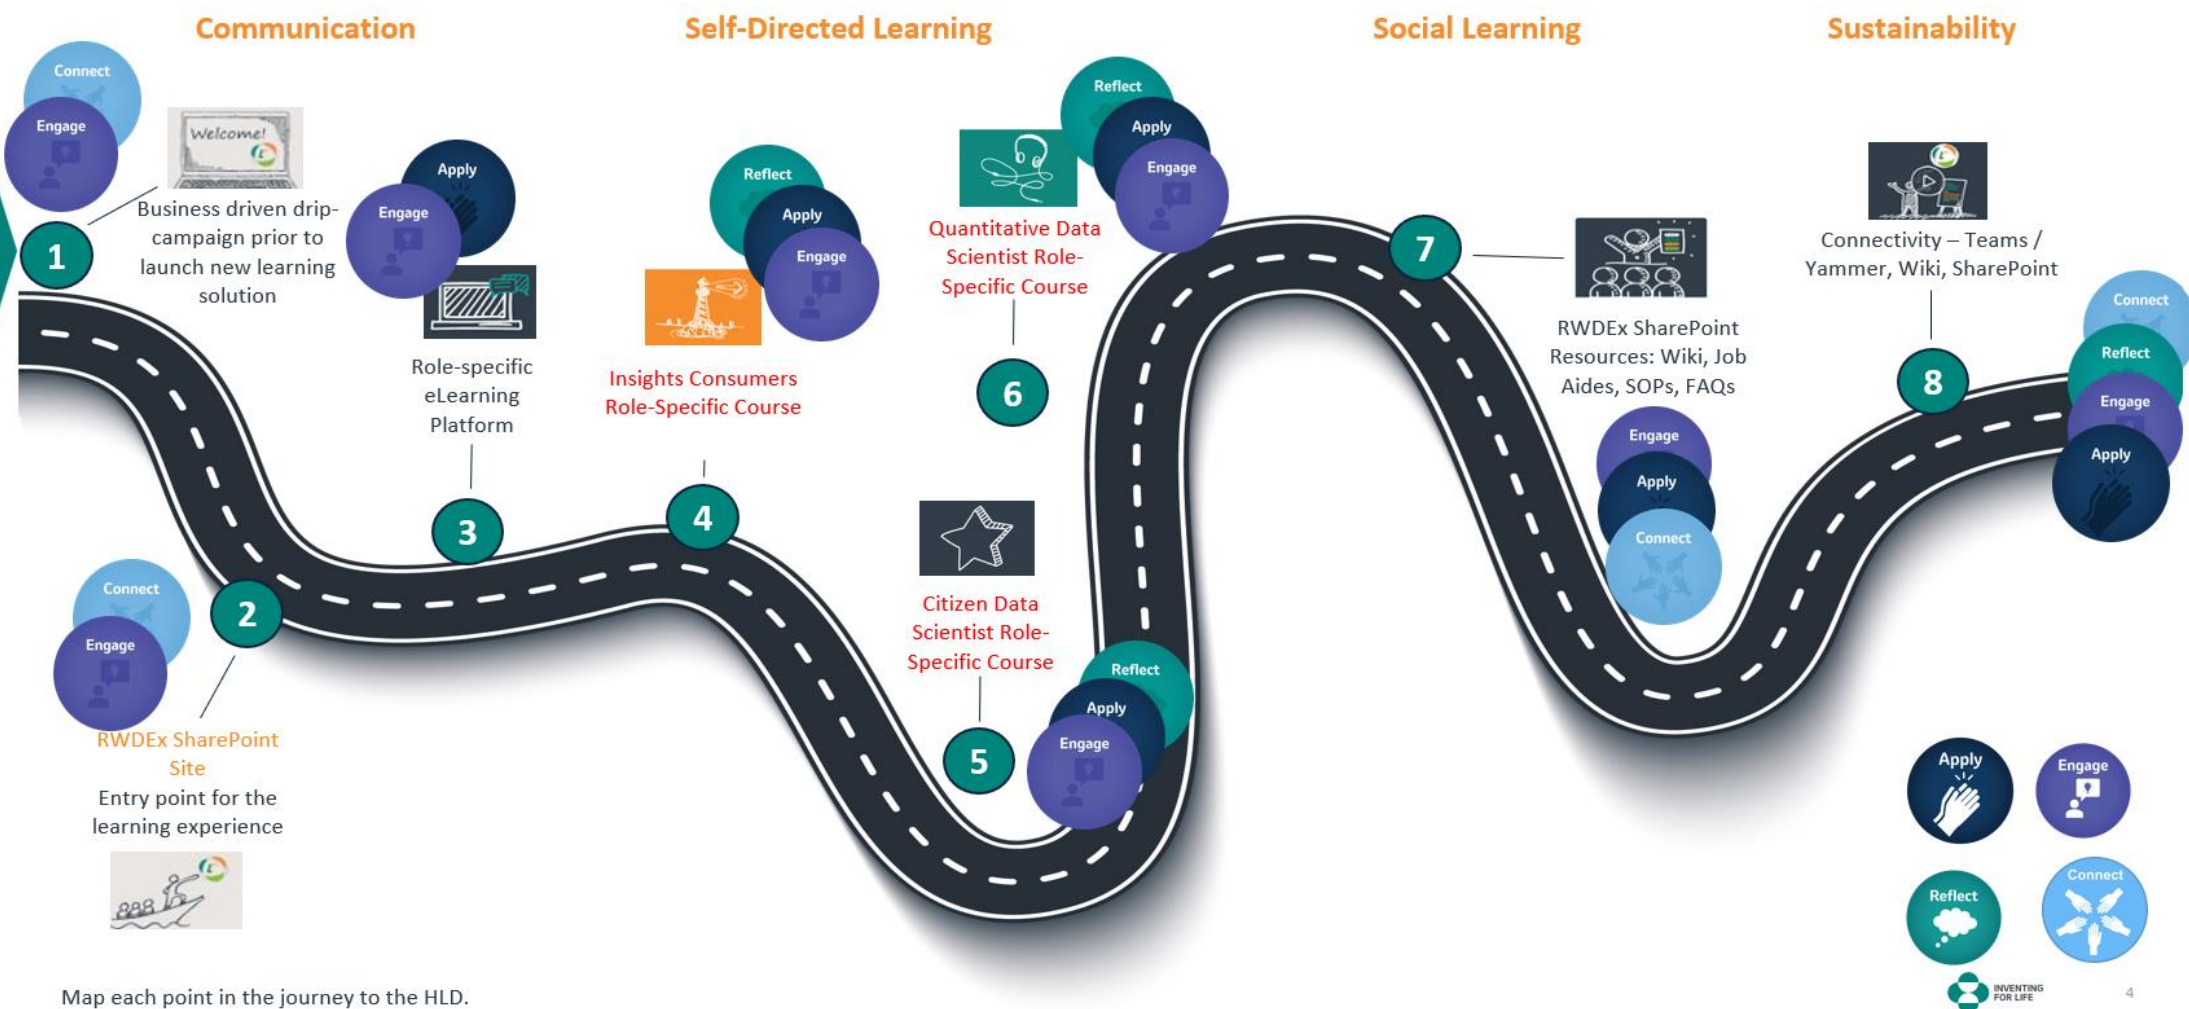 Communication
Self-Directed Learning
Social Learning
Sustainability
Connect
Engage
Welcome!
1
Business driven drip-
campaign prior to
launch new learning
solution
Connect
Engage
2
RWDEx SharePoint
Site
Entry point for the
learning experience
Apply
Engage
Role-specific
eLearning
Platform
3
Reflect
Apply
Engage
Insights Consumers
Role-Specific Course
4
Citizen Data
Scientist Role-
Specific Course
5
Reflect
Apply
Engage
Reflect
Apply
Engage
Quantitative Data
Scientist Role-
Specific Course
6
7
RWDEx SharePoint
Resources: Wiki, Job
Aides, SOPs, FAQs
Engage
Apply
Connect
Connectivity – Teams /
Yammer, Wiki, SharePoint
8
Connect
Reflect
Engage
Apply
Apply
Engage
Reflect
Connect
Map each point in the journey to the HLD.
INVENTING
FOR LIFE
4